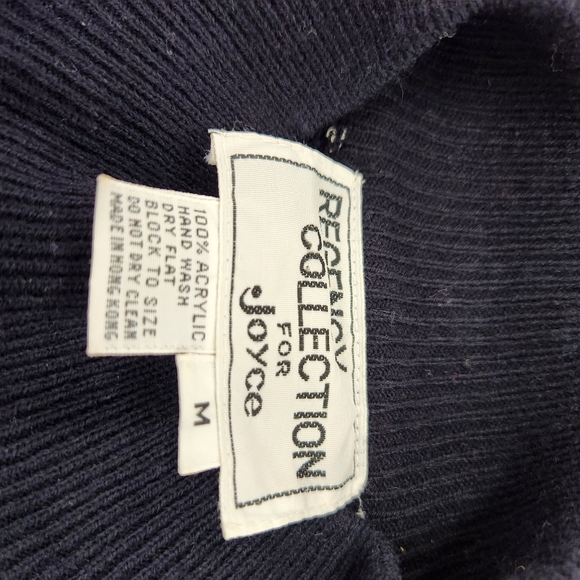 REGENCY
COLLECTION
FOR
Joyce
M
100% ACRYLIC
HAND WASH
DRY FLAT
BLOCK TO SIZE
DO NOT DRY CLEAN
MADE IN HONG KONG